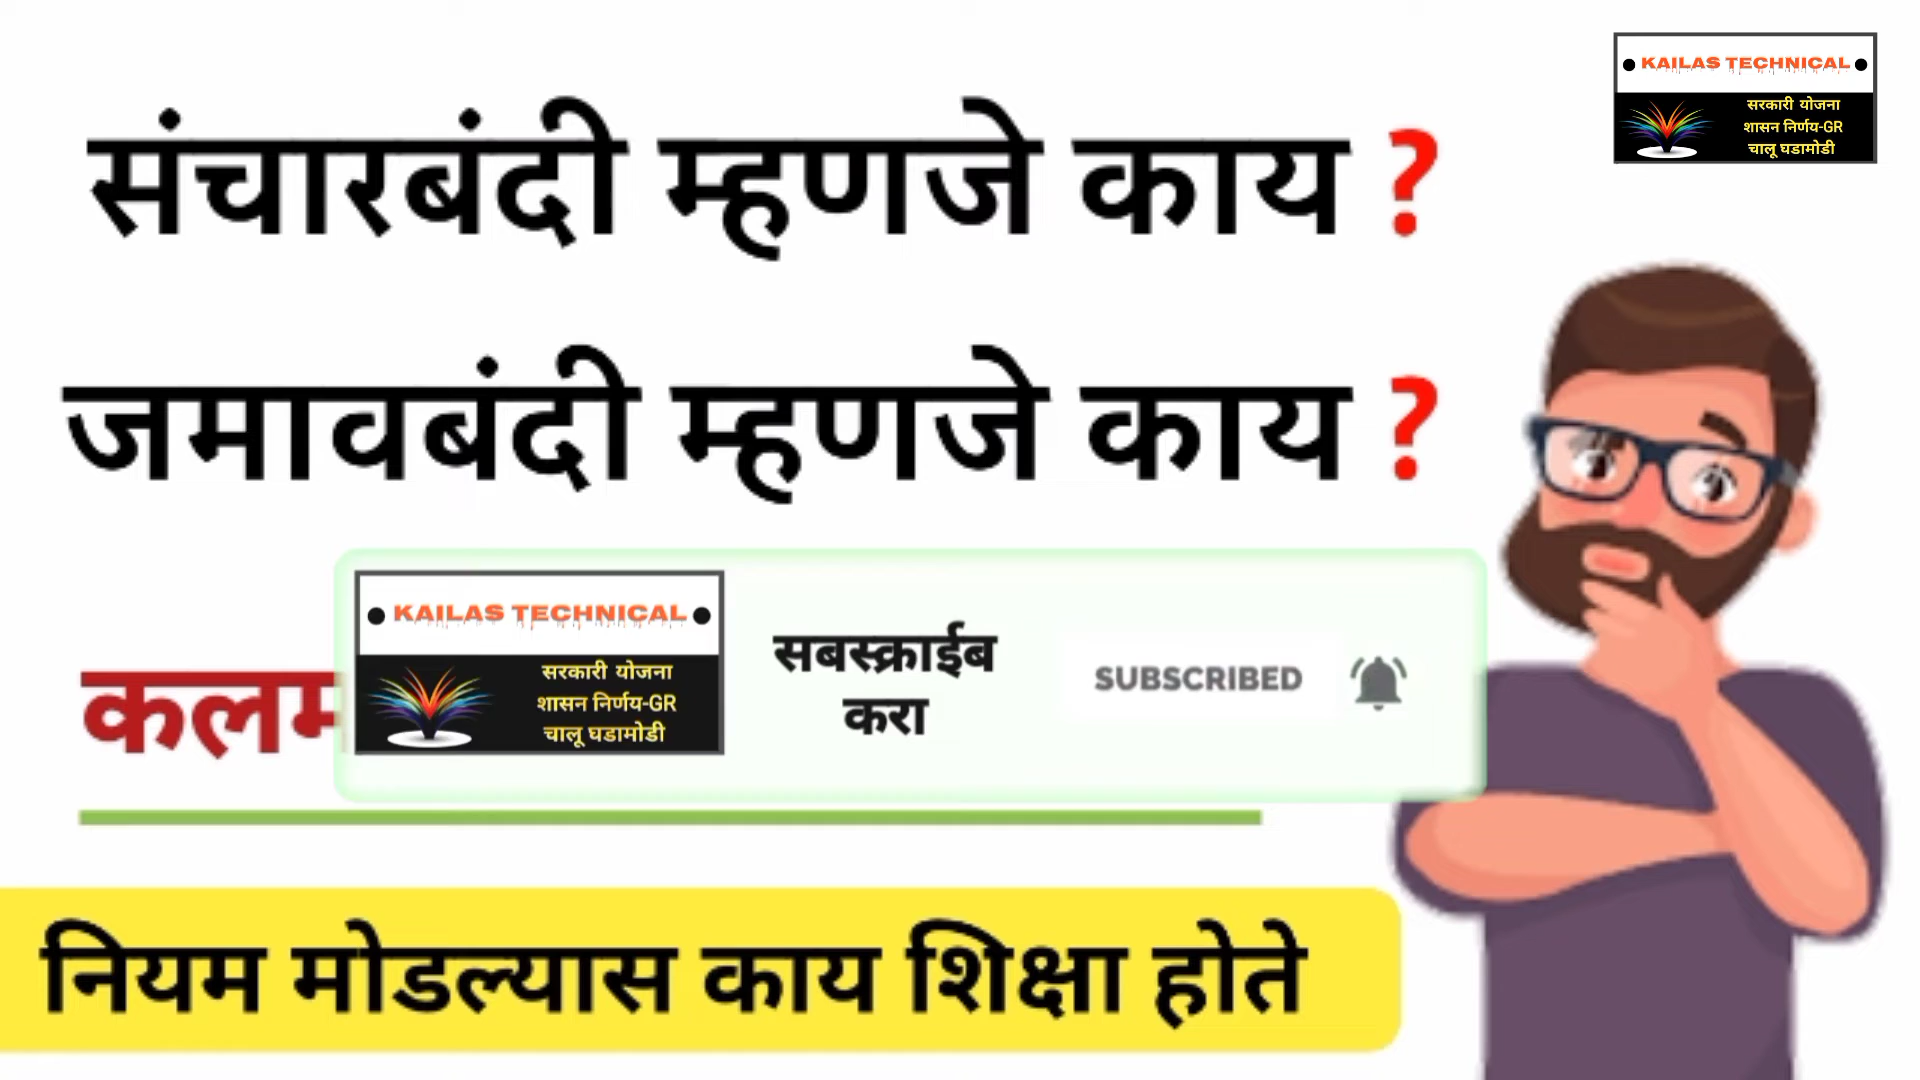 KAILAS TECHNICAL
सरकारी योजना
शासन निर्णय-GR
चालू घडामोडी
संचारबंदी म्हणजे काय ?
जमावबंदी म्हणजे काय ?
कलम
KAILAS TECHNICAL
सरकारी योजना
शासन निर्णय-GR
चालू घडामोडी
सबस्क्राईब
करा
SUBSCRIBED
नियम मोडल्यास काय शिक्षा होते